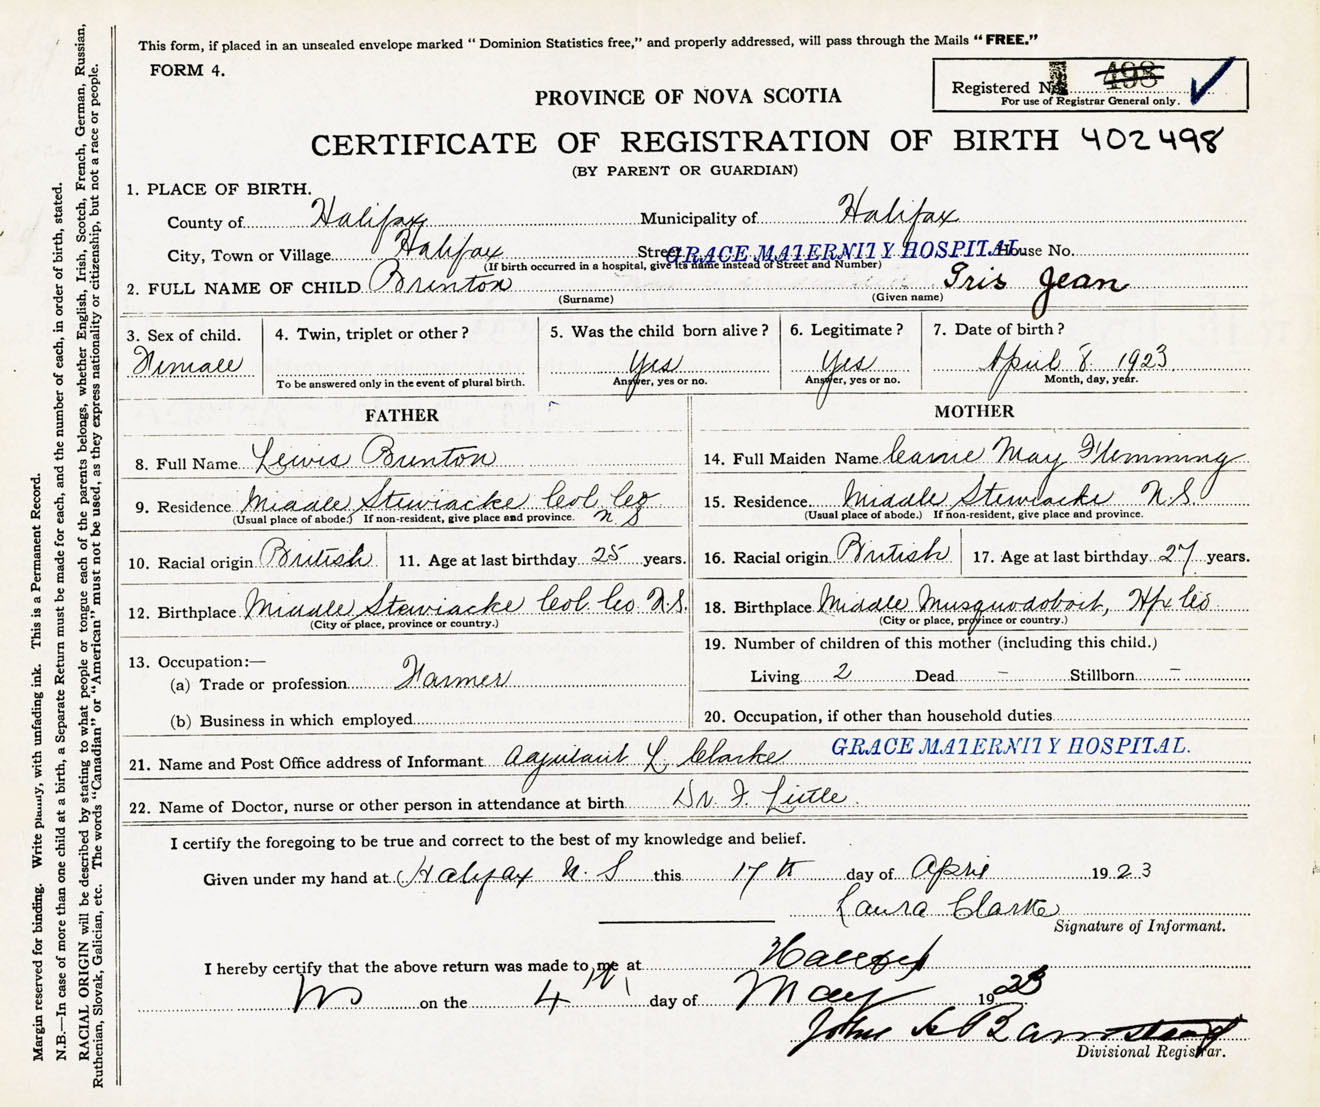 This form, if placed in an unsealed envelope marked "Dominion Statistics free," and properly addressed, will pass through the Mails "FREE."
FORM 4.
Registered No. 498
For use of Registrar General only.
PROVINCE OF NOVA SCOTIA
CERTIFICATE OF REGISTRATION OF BIRTH 402498
(BY PARENT OR GUARDIAN)
1. PLACE OF BIRTH.
County of Halifax Municipality of Halifax
City, Town or Village Halifax Street GRACE MATERNITY HOSPITAL House No.
(If birth occurred in a hospital, give its name instead of Street and Number)
2. FULL NAME OF CHILD Brenton Iris Jean
(Surname) (Given name)
3. Sex of child. 4. Twin, triplet or other? 5. Was the child born alive? 6. Legitimate? 7. Date of birth?
Female Yes Yes April 8 1923
To be answered only in the event of plural birth. Answer, yes or no. Answer, yes or no. Month, day, year.
FATHER MOTHER
8. Full Name Lewis Brenton 14. Full Maiden Name Carrie May Flemming
9. Residence Middle Stewiacke Col Co N S 15. Residence Middle Stewiacke N.S.
(Usual place of abode.) If non-resident, give place and province. (Usual place of abode.) If non-resident, give place and province.
10. Racial origin British 11. Age at last birthday 25 years. 16. Racial origin British 17. Age at last birthday 27 years.
12. Birthplace Middle Stewiacke Col Co N.S. 18. Birthplace Middle Musquodoboit, Hfx Co
(City or place, province or country.) (City or place, province or country.)
13. Occupation:— 19. Number of children of this mother (including this child.)
(a) Trade or profession Farmer Living 2 Dead – Stillborn –
(b) Business in which employed 20. Occupation, if other than household duties
21. Name and Post Office address of Informant Adjutant L. Clarke GRACE MATERNITY HOSPITAL.
22. Name of Doctor, nurse or other person in attendance at birth Dr. F. Little
I certify the foregoing to be true and correct to the best of my knowledge and belief.
Given under my hand at Halifax N. S this 17th day of April 1923
Laura Clarke
Signature of Informant.
I hereby certify that the above return was made to me at Halifax
on the 4th day of May 1923
John
Divisional Registrar.
Margin reserved for binding. Write plainly, with unfading ink. This is a Permanent Record.
N.B.—In case of more than one child at a birth, a Separate Return must be made for each, and the number of each, in order of birth, stated.
RACIAL ORIGIN will be described by stating to what people or tongue each of the parents belongs, whether English, Irish, Scotch, French, German, Russian,
Ruthenian, Slovak, Galician, etc. The words "Canadian" or "American" must not be used, as they express nationality or citizenship, but not a race or people.